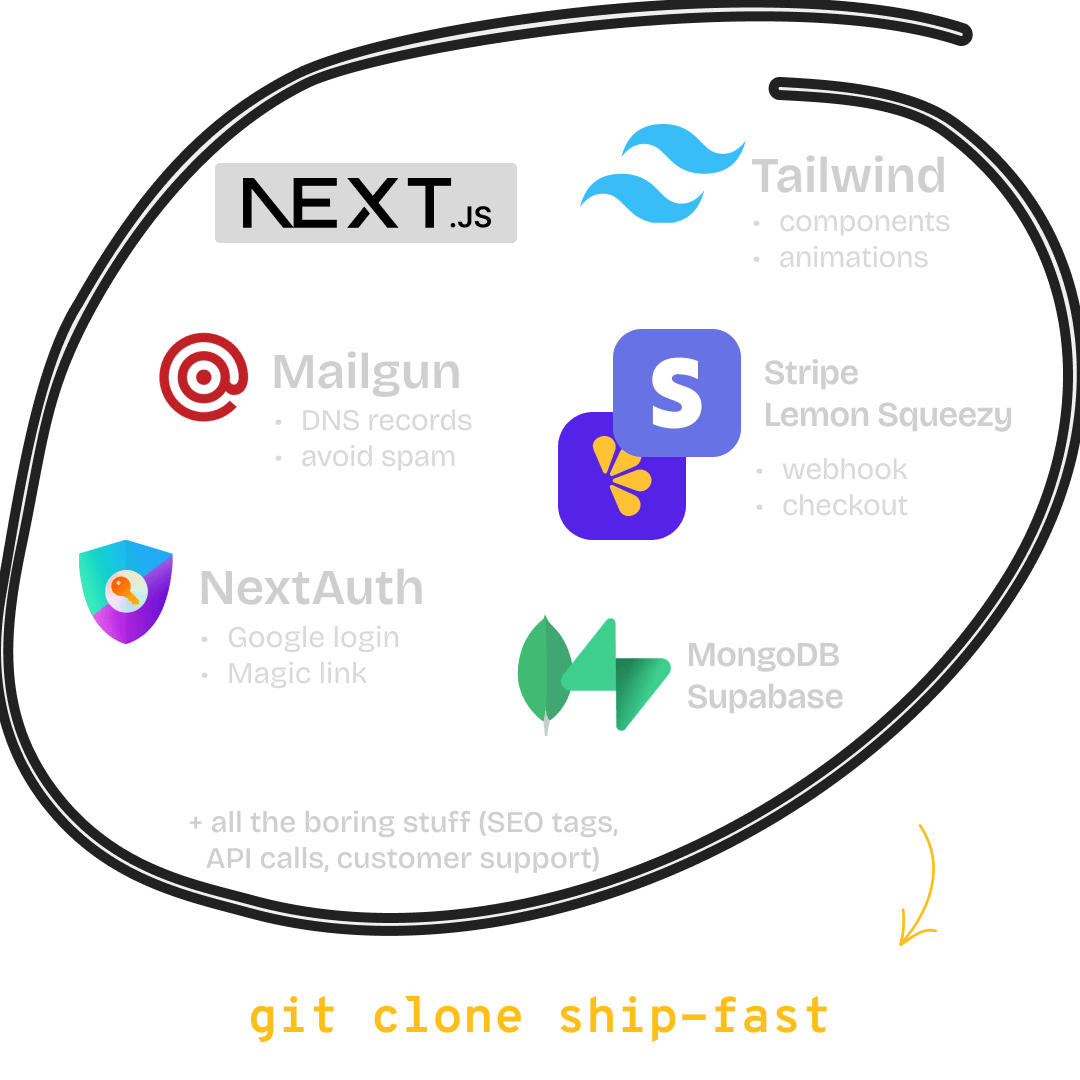 NEXT.JS
Tailwind
• components
• animations
Mailgun
• DNS records
• avoid spam
S
Stripe
Lemon Squeezy
• webhook
• checkout
NextAuth
• Google login
• Magic link
MongoDB
Supabase
+ all the boring stuff (SEO tags,
API calls, customer support)
git clone ship-fast